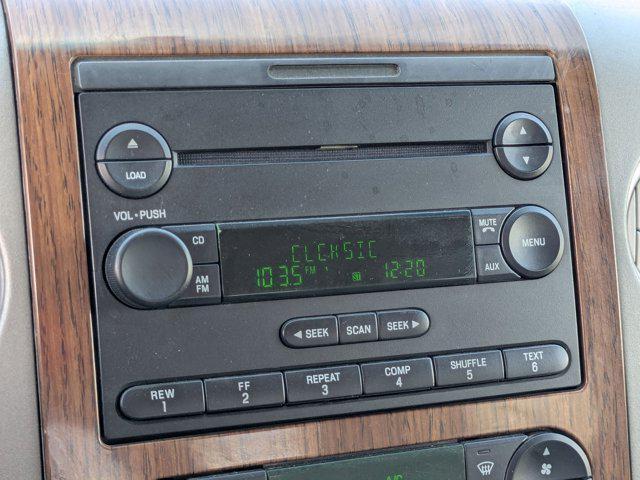 LOAD
VOL • PUSH
CD
AM
FM
CLCKSIC
103.5 FM 12:20
MUTE
AUX
MENU
◀ SEEK
SCAN
SEEK ▶
REW
1
FF
2
REPEAT
3
COMP
4
SHUFFLE
5
TEXT
6